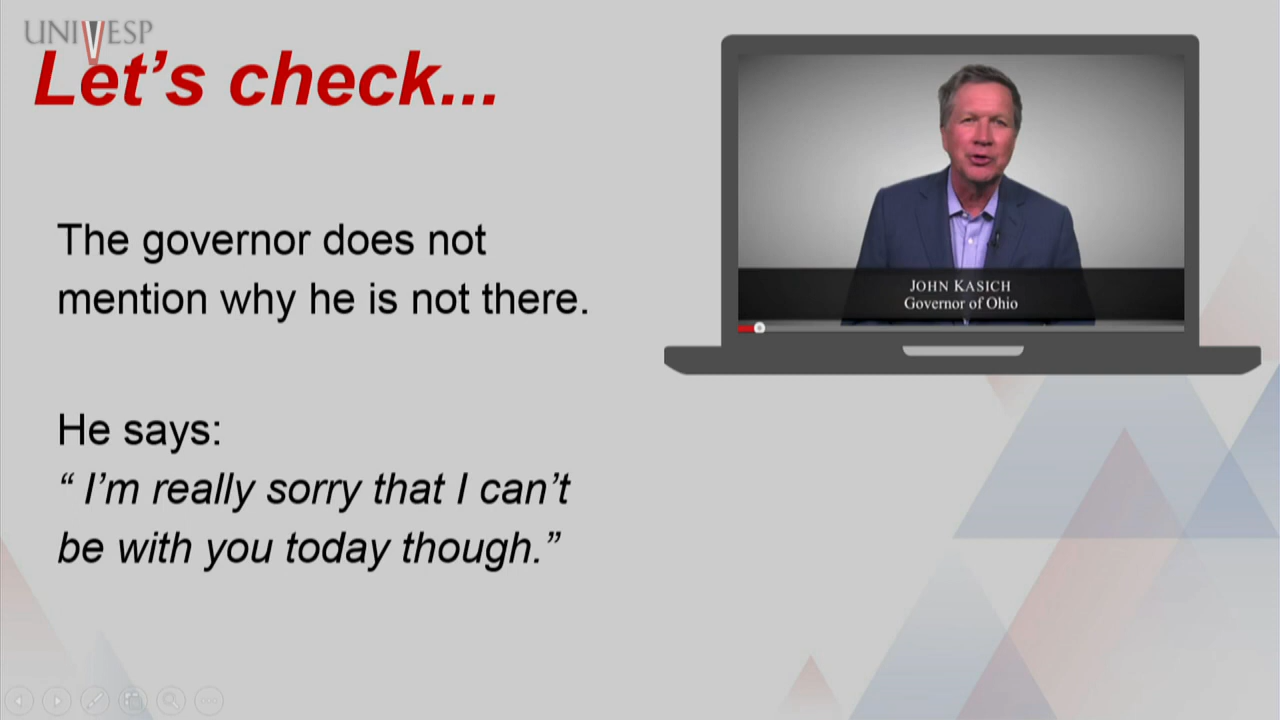 UNIVESP
Let's check...
The governor does not
mention why he is not there.
He says:
“ I’m really sorry that I can’t
be with you today though.”
JOHN KASICH
Governor of Ohio